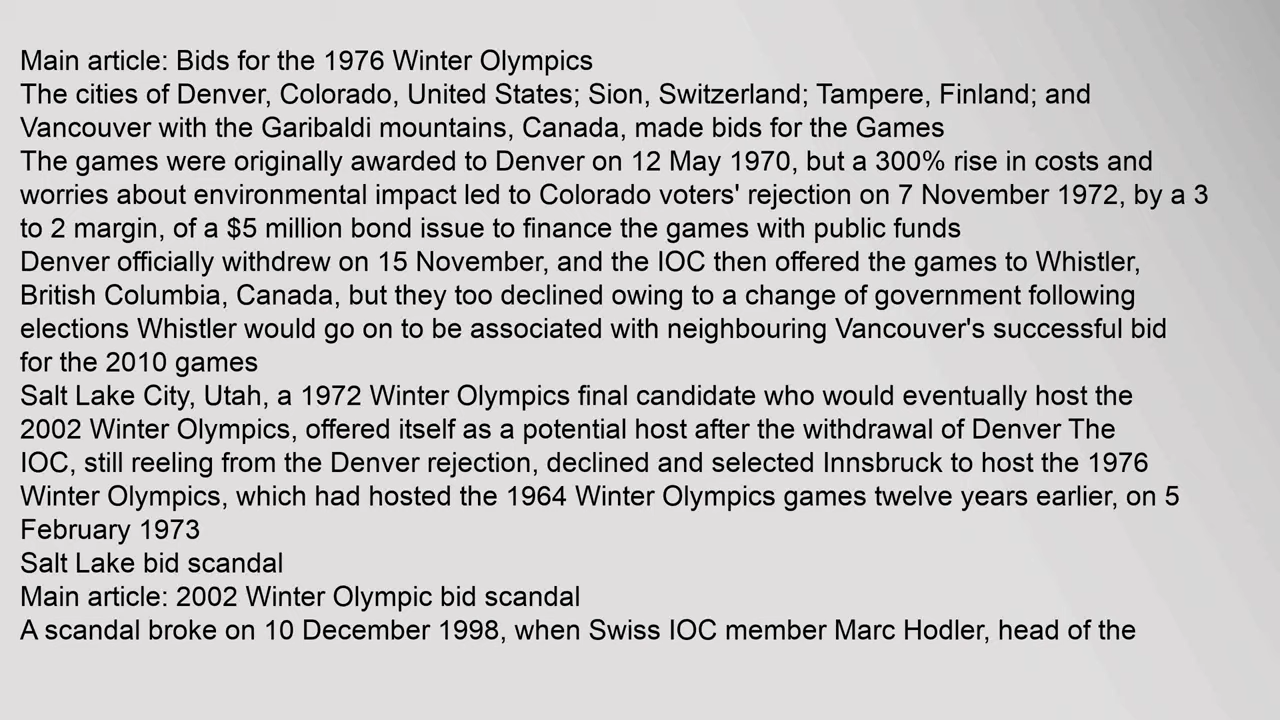 Main article: Bids for the 1976 Winter Olympics
The cities of Denver, Colorado, United States; Sion, Switzerland; Tampere, Finland; and
Vancouver with the Garibaldi mountains, Canada, made bids for the Games
The games were originally awarded to Denver on 12 May 1970, but a 300% rise in costs and
worries about environmental impact led to Colorado voters' rejection on 7 November 1972, by a 3
to 2 margin, of a $5 million bond issue to finance the games with public funds
Denver officially withdrew on 15 November, and the IOC then offered the games to Whistler,
British Columbia, Canada, but they too declined owing to a change of government following
elections Whistler would go on to be associated with neighbouring Vancouver's successful bid
for the 2010 games
Salt Lake City, Utah, a 1972 Winter Olympics final candidate who would eventually host the
2002 Winter Olympics, offered itself as a potential host after the withdrawal of Denver The
IOC, still reeling from the Denver rejection, declined and selected Innsbruck to host the 1976
Winter Olympics, which had hosted the 1964 Winter Olympics games twelve years earlier, on 5
February 1973
Salt Lake bid scandal
Main article: 2002 Winter Olympic bid scandal
A scandal broke on 10 December 1998, when Swiss IOC member Marc Hodler, head of the